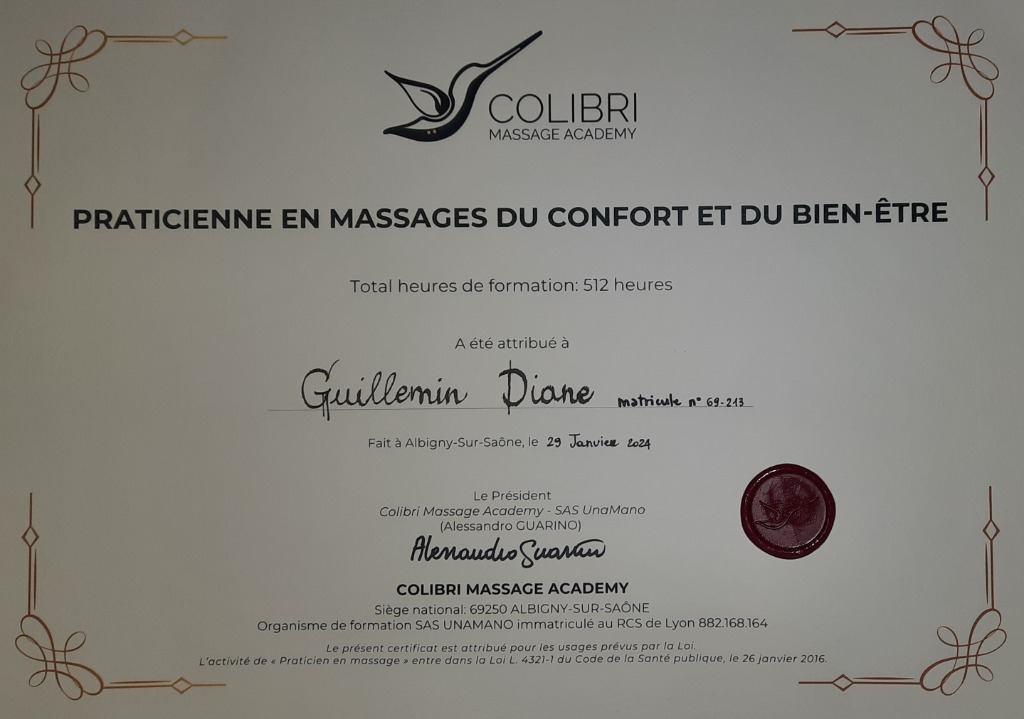 COLIBRI
MASSAGE ACADEMY
PRATICIENNE EN MASSAGES DU CONFORT ET DU BIEN-ÊTRE
Total heures de formation: 512 heures
A été attribué à
Guillemin Diane matricule n° 69-213
Fait à Albigny-Sur-Saône, le 29 Janvier 2024
Le Président
Colibri Massage Academy - SAS UnaMano
(Alessandro GUARINO)
Alessandro Guarino
COLIBRI MASSAGE ACADEMY
Siège national: 69250 ALBIGNY-SUR-SAÔNE
Organisme de formation SAS UNAMANO immatriculé au RCS de Lyon 882.168.164
Le présent certificat est attribué pour les usages prévus par la Loi.
L'activité de « Praticien en massage » entre dans la Loi L. 4321-1 du Code de la Santé publique, le 26 janvier 2016.